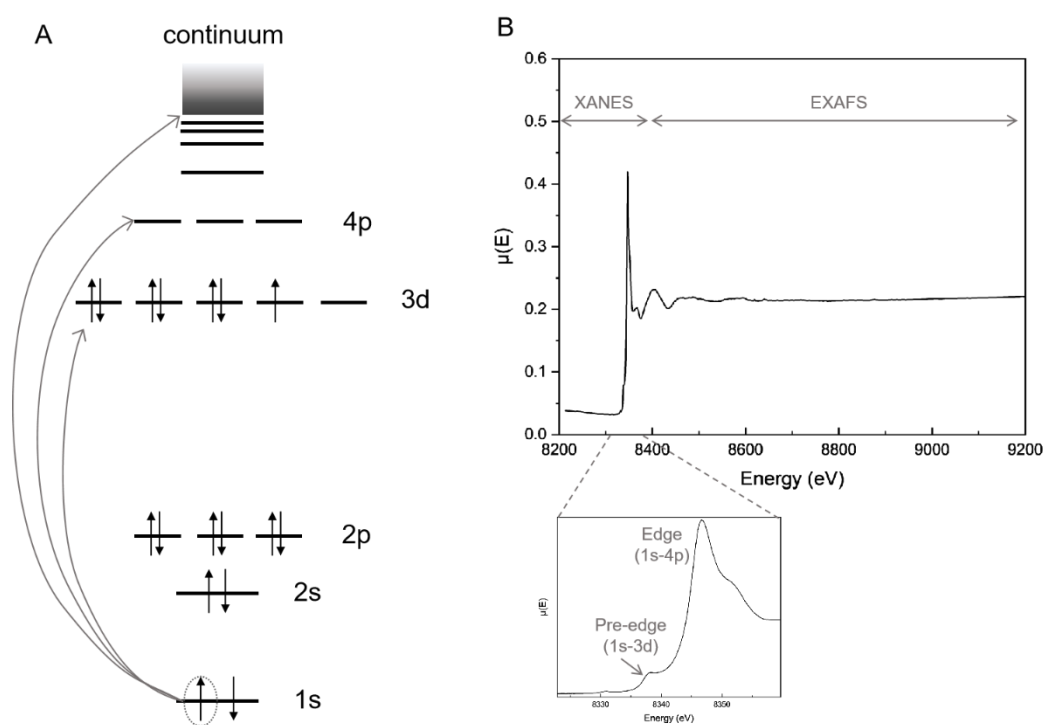 A
continuum
4p
3d
2p
2s
1s
B
XANES
EXAFS
0.6
0.5
0.4
0.3
0.2
0.1
0.0
μ(E)
8200
8400
8600
8800
9000
9200
Energy (eV)
Edge
(1s-4p)
Pre-edge
(1s-3d)
μ(E)
8330
8340
8350
Energy (eV)